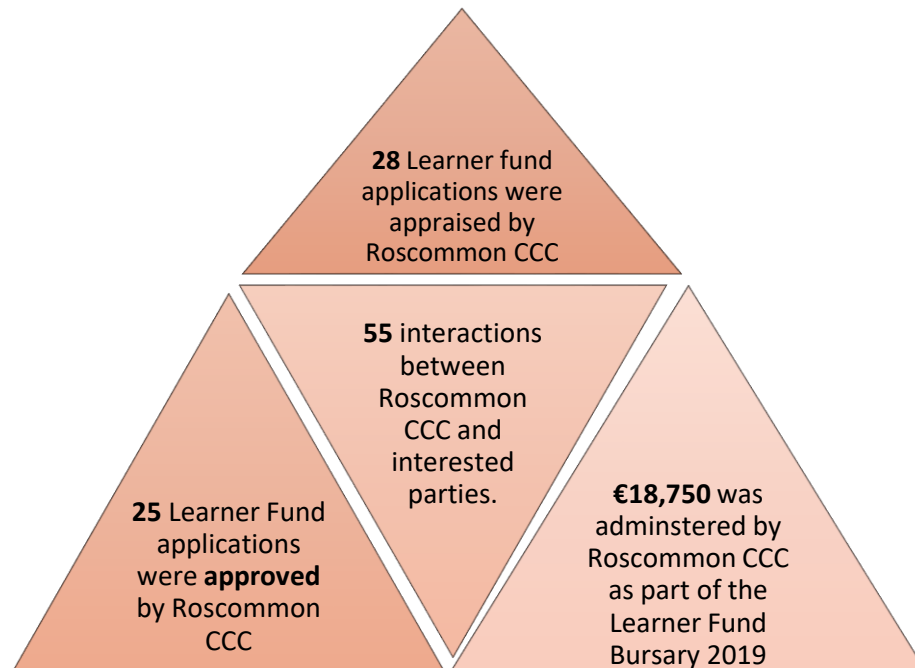 28 Learner fund
applications were
appraised by
Roscommon CCC
55 interactions
between
Roscommon
CCC and
interested
parties.
25 Learner Fund
applications
were approved
by Roscommon
CCC
€18,750 was
adminstered by
Roscommon CCC
as part of the
Learner Fund
Bursary 2019